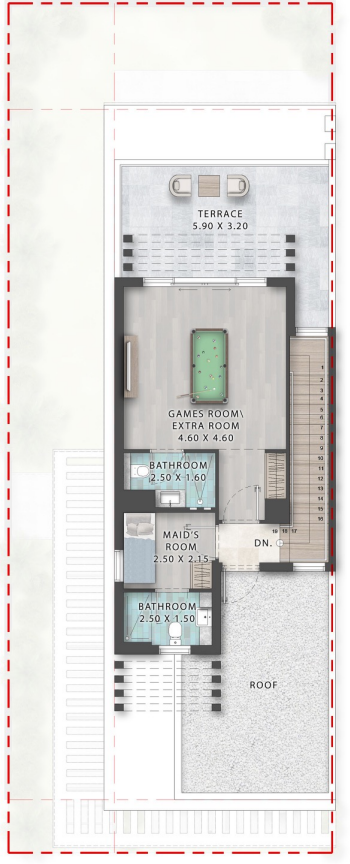 TERRACE
5.90 X 3.20
GAMES ROOM\
EXTRA ROOM
4.60 X 4.60
1
2
3
4
5
6
7
8
9
10
11
12
13
14
15
16
BATHROOM
2.50 X 1.60
MAID'S
ROOM
2.50 X 2.15
18 16 17
DN.
BATHROOM
2.50 X 1.50
ROOF